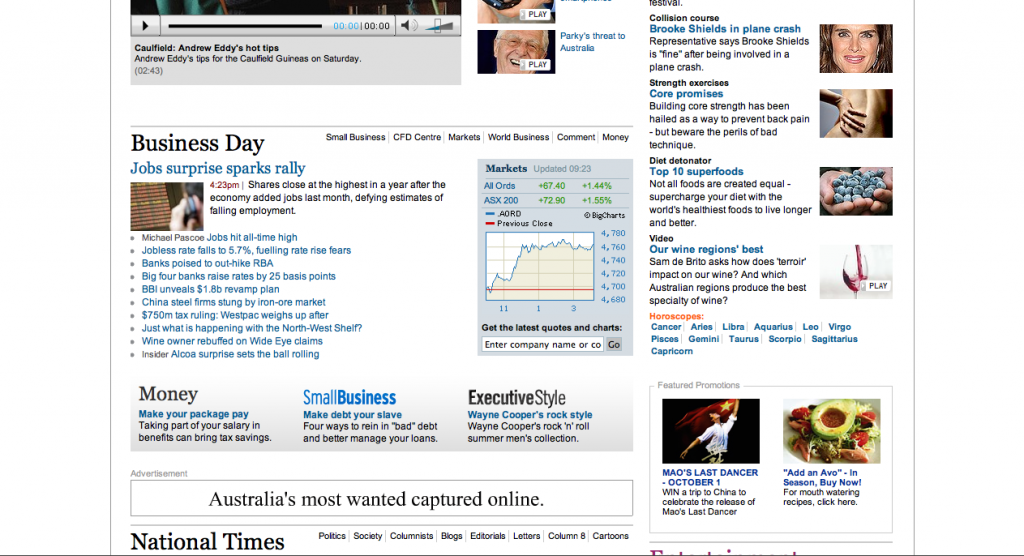 00:00|00:00
Caulfield: Andrew Eddy's hot tips
Andrew Eddy's tips for the Caulfield Guineas on Saturday.
(02:43)
PLAY
Parky's threat to
Australia
PLAY
Business Day
Small Business
CFD Centre
Markets
World Business
Comment
Money
Jobs surprise sparks rally
4:23pm | Shares close at the highest in a year after the
economy added jobs last month, defying estimates of
falling employment.
Michael Pascoe Jobs hit all-time high
Jobless rate falls to 5.7%, fuelling rate rise fears
Banks poised to out-hike RBA
Big four banks raise rates by 25 basis points
BBI unveils $1.8b revamp plan
China steel firms stung by iron-ore market
$750m tax ruling: Westpac weighs up after
Just what is happening with the North-West Shelf?
Wine owner rebuffed on Wide Eye claims
Insider Alcoa surprise sets the ball rolling
Markets Updated 09:23
All Ords +67.40 +1.44%
ASX 200 +72.90 +1.55%
.AORD © BigCharts
Previous Close
4,780
4,760
4,740
4,720
4,700
4,680
11 1 3
Get the latest quotes and charts:
Enter company name or co Go
Money
Make your package pay
Taking part of your salary in
benefits can bring tax savings.
SmallBusiness
Make debt your slave
Four ways to rein in "bad" debt
and better manage your loans.
ExecutiveStyle
Wayne Cooper's rock style
Wayne Cooper's rock 'n' roll
summer men's collection.
Advertisement
Australia's most wanted captured online.
National Times
Politics
Society
Columnists
Blogs
Editorials
Letters
Column 8
Cartoons
festival.
Collision course
Brooke Shields in plane crash
Representative says Brooke Shields
is "fine" after being involved in a
plane crash.
Strength exercises
Core promises
Building core strength has been
hailed as a way to prevent back pain
- but beware the perils of bad
technique.
Diet detonator
Top 10 superfoods
Not all foods are created equal -
supercharge your diet with the
world's healthiest foods to live longer
and better.
Video
Our wine regions' best
Sam de Brito asks how does 'terroir'
impact on our wine? And which
Australian regions produce the best
specialty of wine?
PLAY
Horoscopes:
Cancer
Aries
Libra
Aquarius
Leo
Virgo
Pisces
Gemini
Taurus
Scorpio
Sagittarius
Capricorn
Featured Promotions
MAO'S LAST DANCER
- OCTOBER 1
WIN a trip to China to
celebrate the release of
Mao's Last Dancer
"Add an Avo" - In
Season, Buy Now!
For mouth watering
recipes, click here.